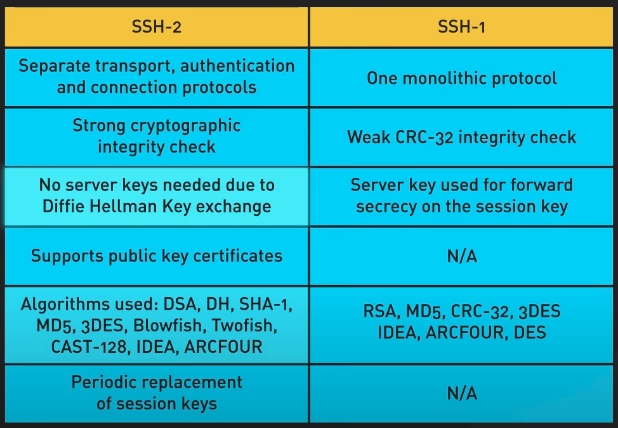 SSH-2
SSH-1
Separate transport, authentication
and connection protocols
One monolithic protocol
Strong cryptographic
integrity check
Weak CRC-32 integrity check
No server keys needed due to
Diffie Hellman Key exchange
Server key used for forward
secrecy on the session key
Supports public key certificates
N/A
Algorithms used: DSA, DH, SHA-1,
MD5, 3DES, Blowfish, Twofish,
CAST-128, IDEA, ARCFOUR
RSA, MD5, CRC-32, 3DES
IDEA, ARCFOUR, DES
Periodic replacement
of session keys
N/A